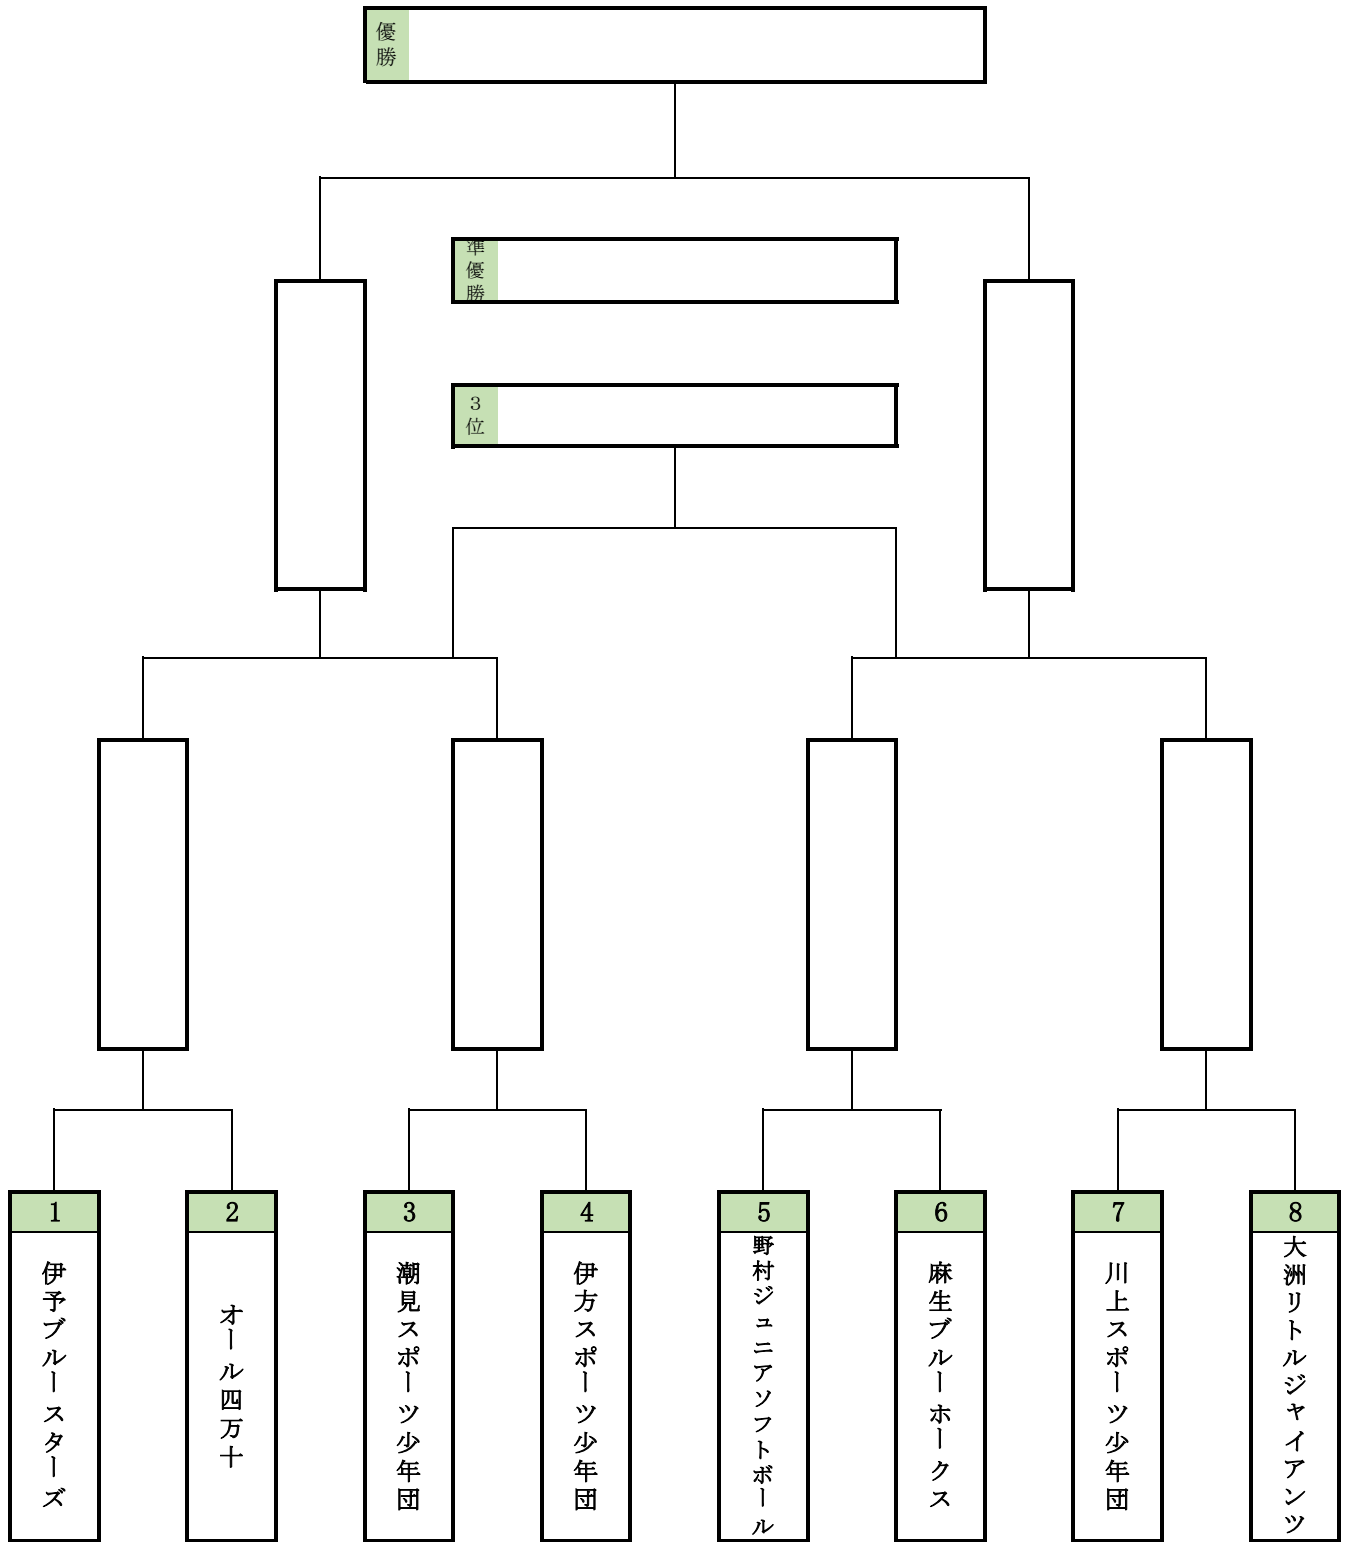 優勝
準優勝
３位
1
2
3
4
5
6
7
8
伊予ブルースターズ
オール四万十
潮見スポーツ少年団
伊方スポーツ少年団
野村ジュニアソフトボール
麻生ブルーホークス
川上スポーツ少年団
大洲リトルジャイアンツ